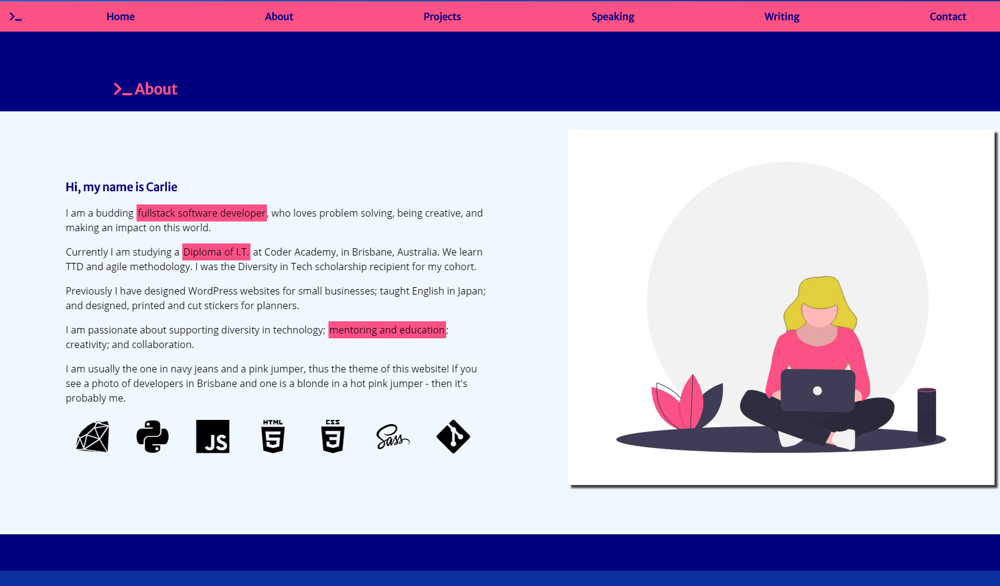 >_ Home About Projects Speaking Writing Contact
>_ About
Hi, my name is Carlie
I am a budding fullstack software developer, who loves problem solving, being creative, and
making an impact on this world.
Currently I am studying a Diploma of I.T. at Coder Academy, in Brisbane, Australia. We learn
TTD and agile methodology. I was the Diversity in Tech scholarship recipient for my cohort.
Previously I have designed WordPress websites for small businesses; taught English in Japan;
and designed, printed and cut stickers for planners.
I am passionate about supporting diversity in technology; mentoring and education;
creativity; and collaboration.
I am usually the one in navy jeans and a pink jumper, thus the theme of this website! If you
see a photo of developers in Brisbane and one is a blonde in a hot pink jumper - then it's
probably me.
JS HTML 5 CSS 3 Sass